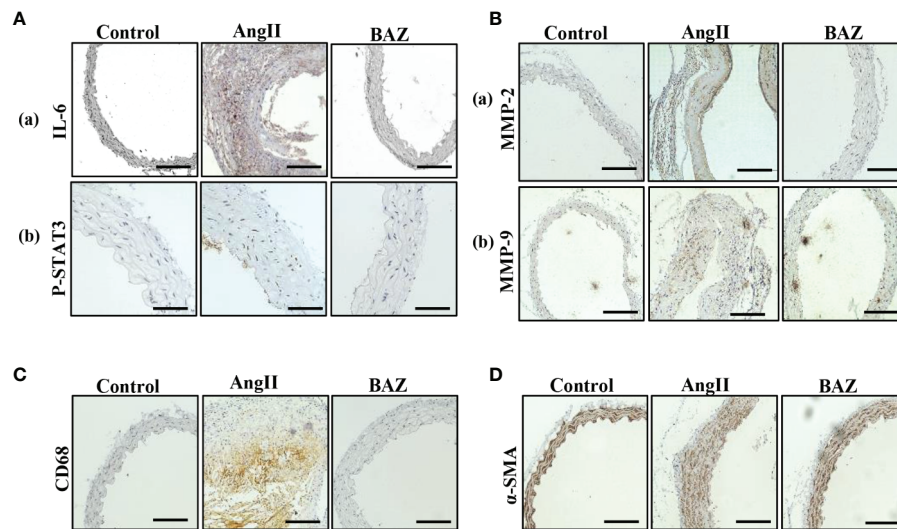 A
Control AngII BAZ
(a) IL-6
(b) P-STAT3
B
Control AngII BAZ
(a) MMP-2
(b) MMP-9
C
Control AngII BAZ
CD68
D
Control AngII BAZ
α-SMA